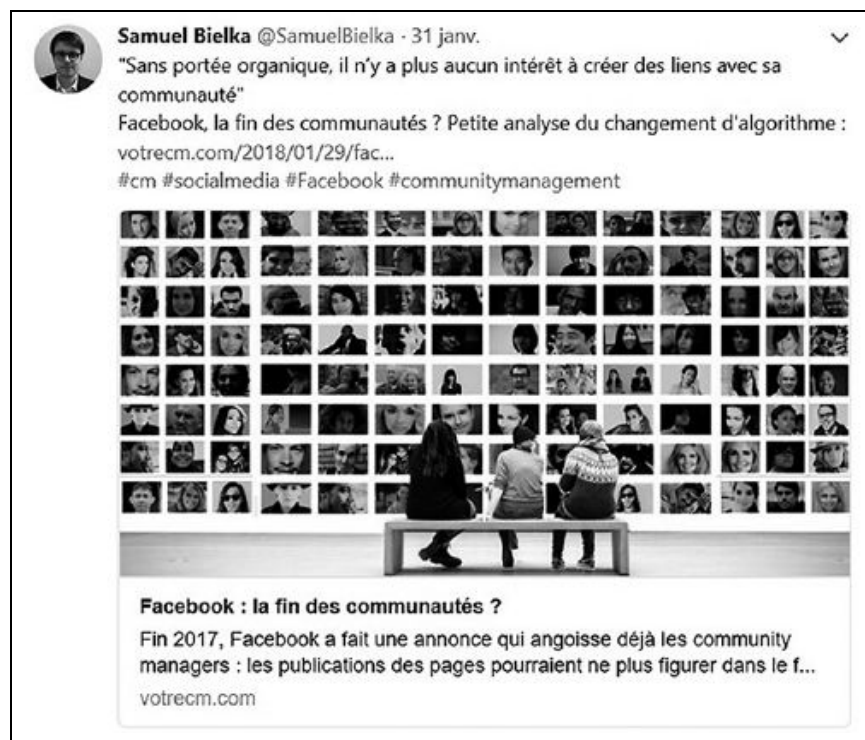 Samuel Bielka @SamuelBielka · 31 janv.
"Sans portée organique, il n'y a plus aucun intérêt à créer des liens avec sa
communauté"
Facebook, la fin des communautés ? Petite analyse du changement d'algorithme :
votrecm.com/2018/01/29/fac...
#cm #socialmedia #Facebook #communitymanagement
Facebook : la fin des communautés ?
Fin 2017, Facebook a fait une annonce qui angoisse déjà les community
managers : les publications des pages pourraient ne plus figurer dans le f...
votrecm.com